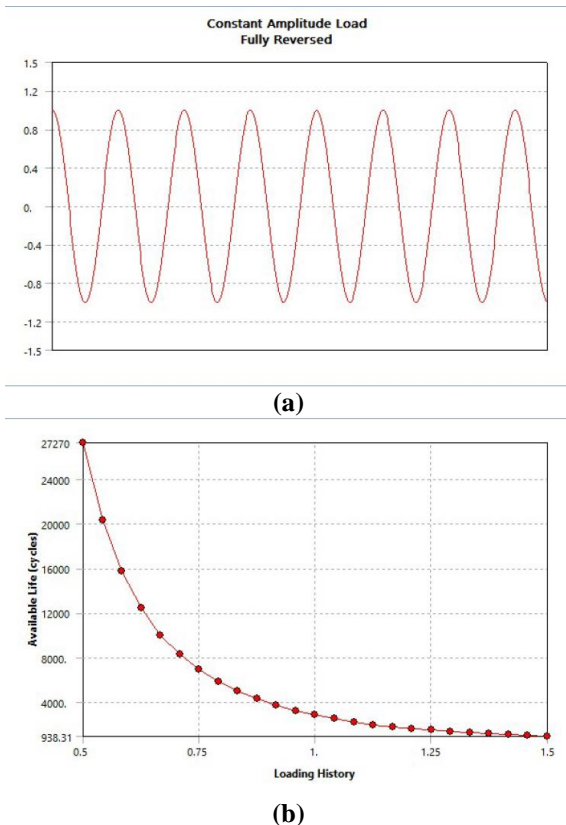 Constant Amplitude Load
Fully Reversed
1.5
1.2
0.8
0.4
0.
-0.4
-0.8
-1.2
-1.5
(a)
27270
24000
20000
16000
12000
8000.
4000.
938.31
Available Life (cycles)
0.5 0.75 1. 1.25 1.5
Loading History
(b)